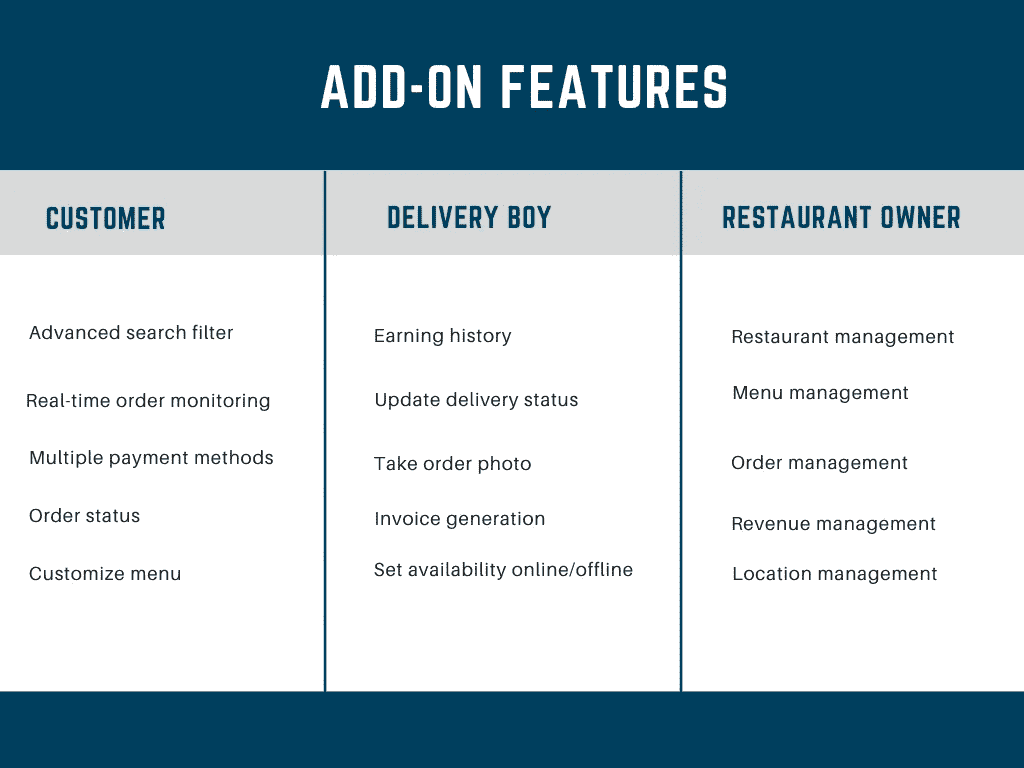 ADD-ON FEATURES
CUSTOMER
Advanced search filter
Real-time order monitoring
Multiple payment methods
Order status
Customize menu
DELIVERY BOY
Earning history
Update delivery status
Take order photo
Invoice generation
Set availability online/offline
RESTAURANT OWNER
Restaurant management
Menu management
Order management
Revenue management
Location management